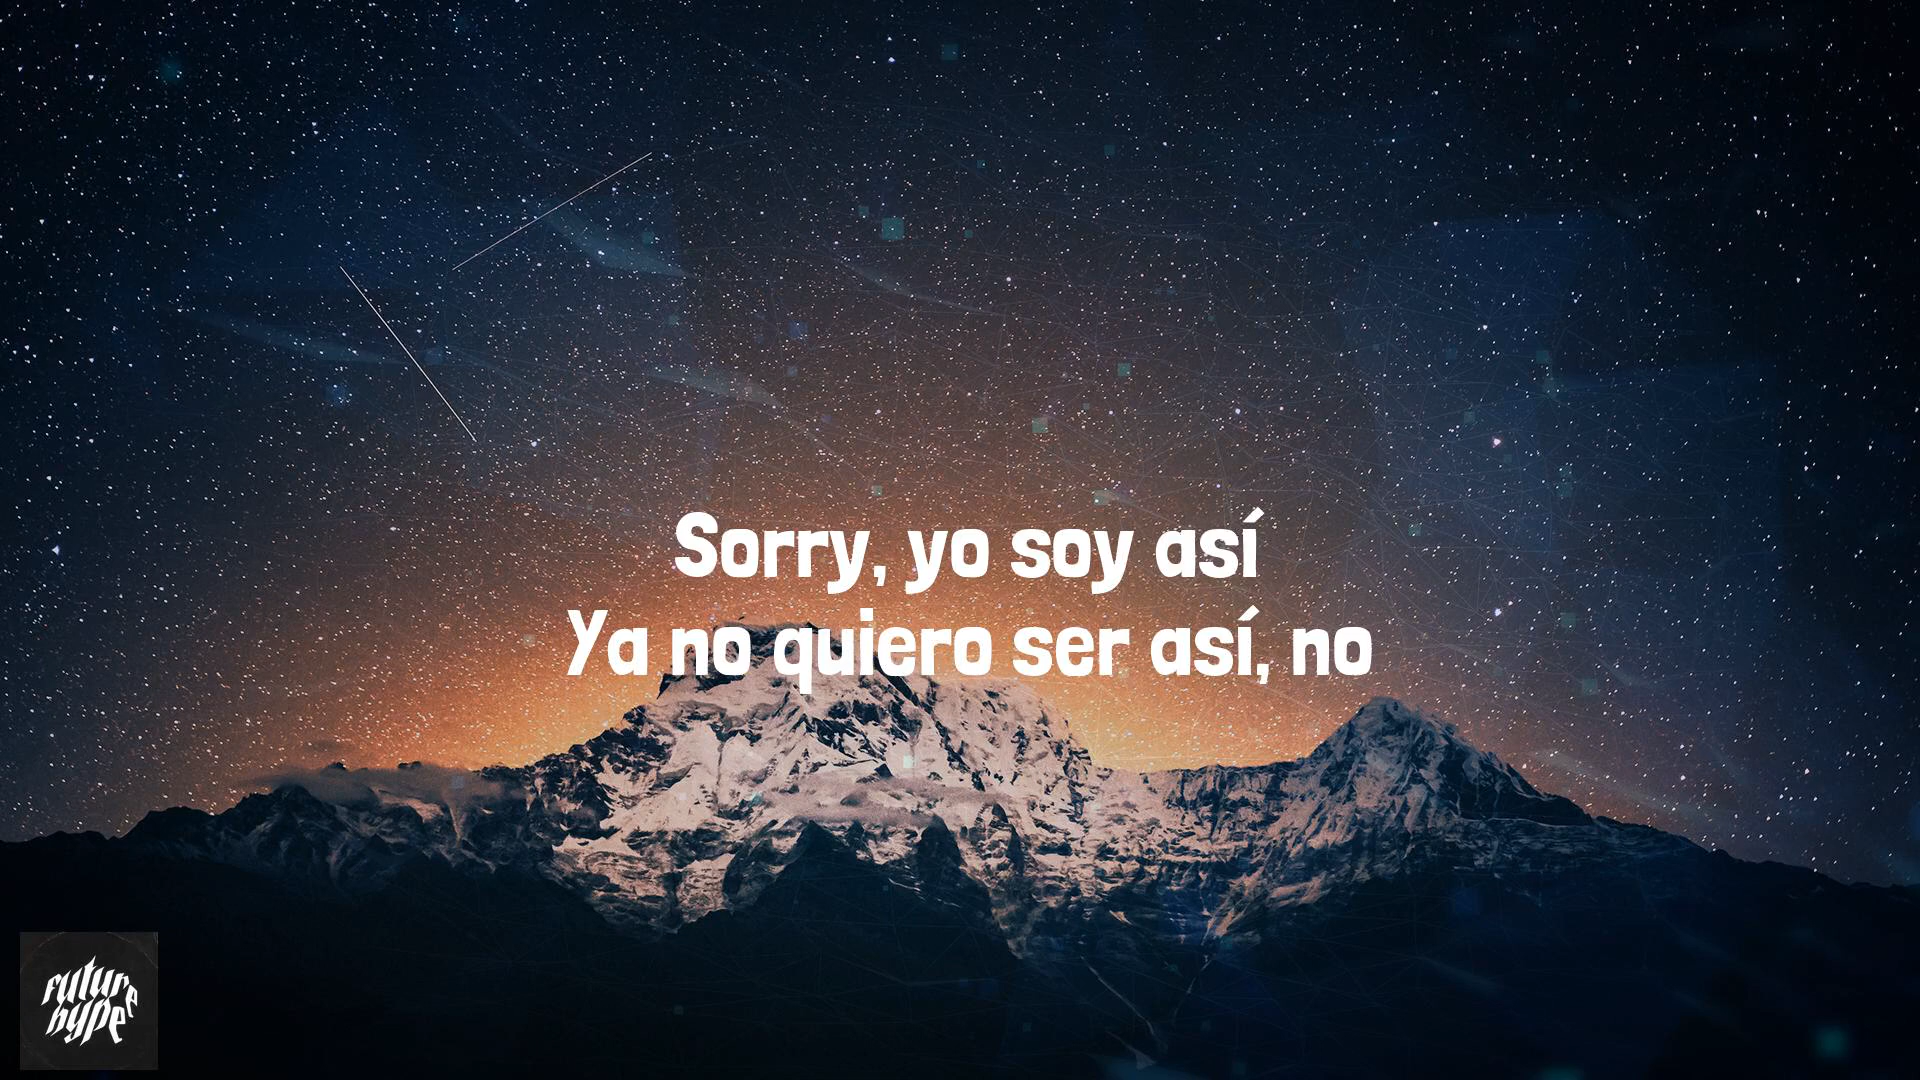 Sorry, yo soy así
Ya no quiero ser así, no
future
hype